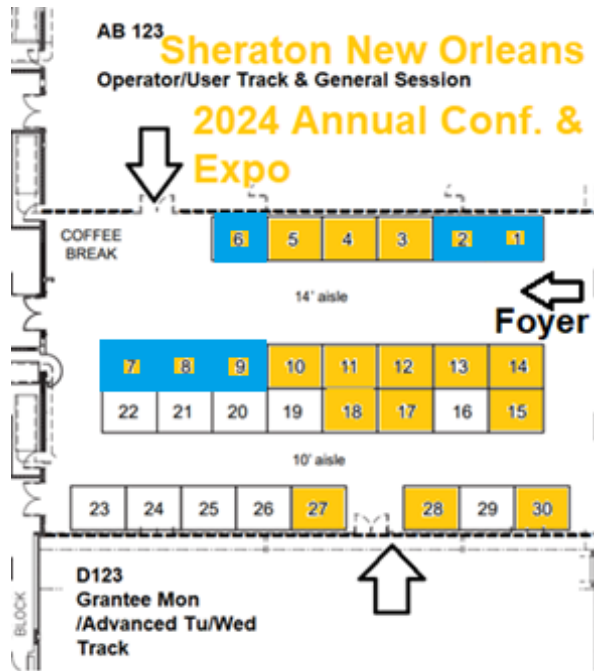 AB 123
Sheraton New Orleans
Operator/User Track & General Session
2024 Annual Conf. &
Expo
COFFEE
BREAK
6 5 4 3 2 1
14' aisle
Foyer
7 8 9 10 11 12 13 14
22 21 20 19 18 17 16 15
10' aisle
23 24 25 26 27 28 29 30
D123
Grantee Mon
/Advanced Tu/Wed
Track
BLOCK